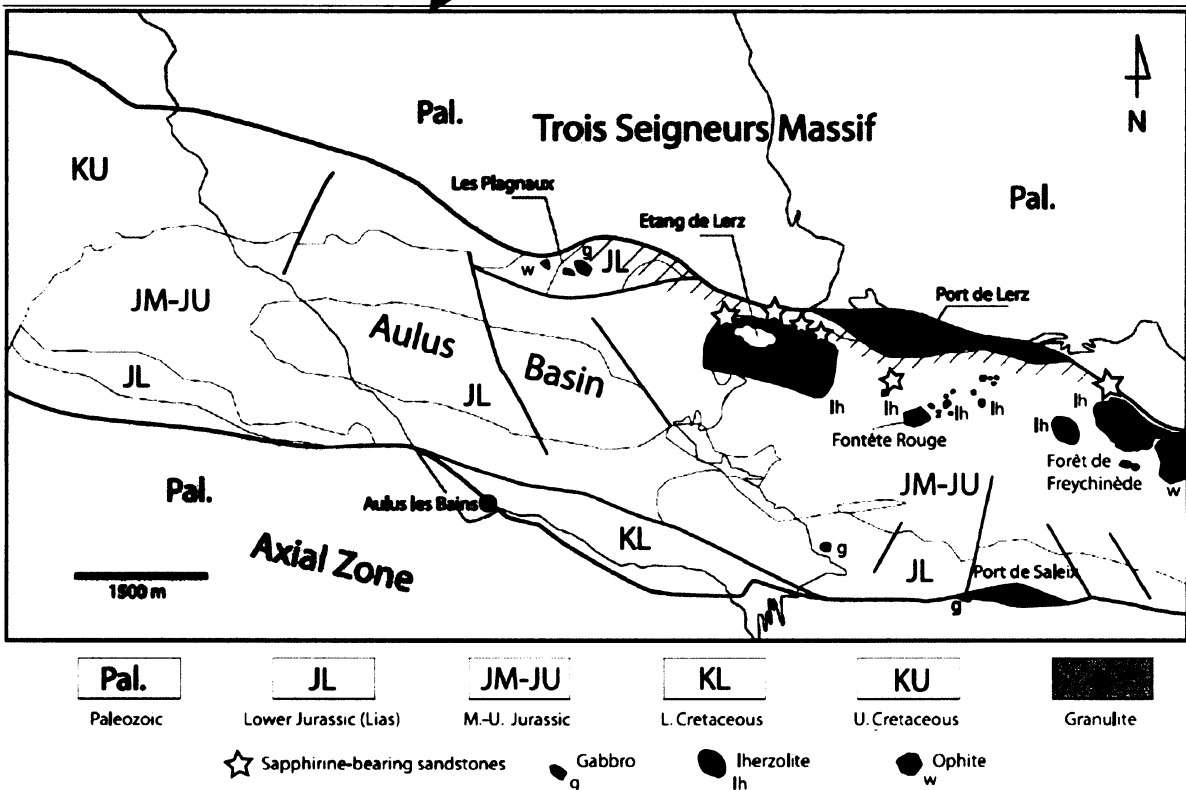 Pal.
Trois Seigneurs Massif
N
KU
Les Plagnaux
Pal.
Etang de Lerz
g
w
JL
JM-JU
Port de Lerz
Aulus
Basin
JL
JL
lh
lh
lh
lh
lh
lh
Fontête Rouge
Forêt de
Freychinède
w
Pal.
Aulus les Bains
JM-JU
KL
g
Axial Zone
JL
Port de Saleix
1500 m
g
Pal.
JL
JM-JU
KL
KU
Paleozoic
Lower Jurassic (Lias)
M.-U. Jurassic
L. Cretaceous
U. Cretaceous
Granulite
Sapphirine-bearing sandstones
Gabbro
g
lherzolite
lh
Ophite
w